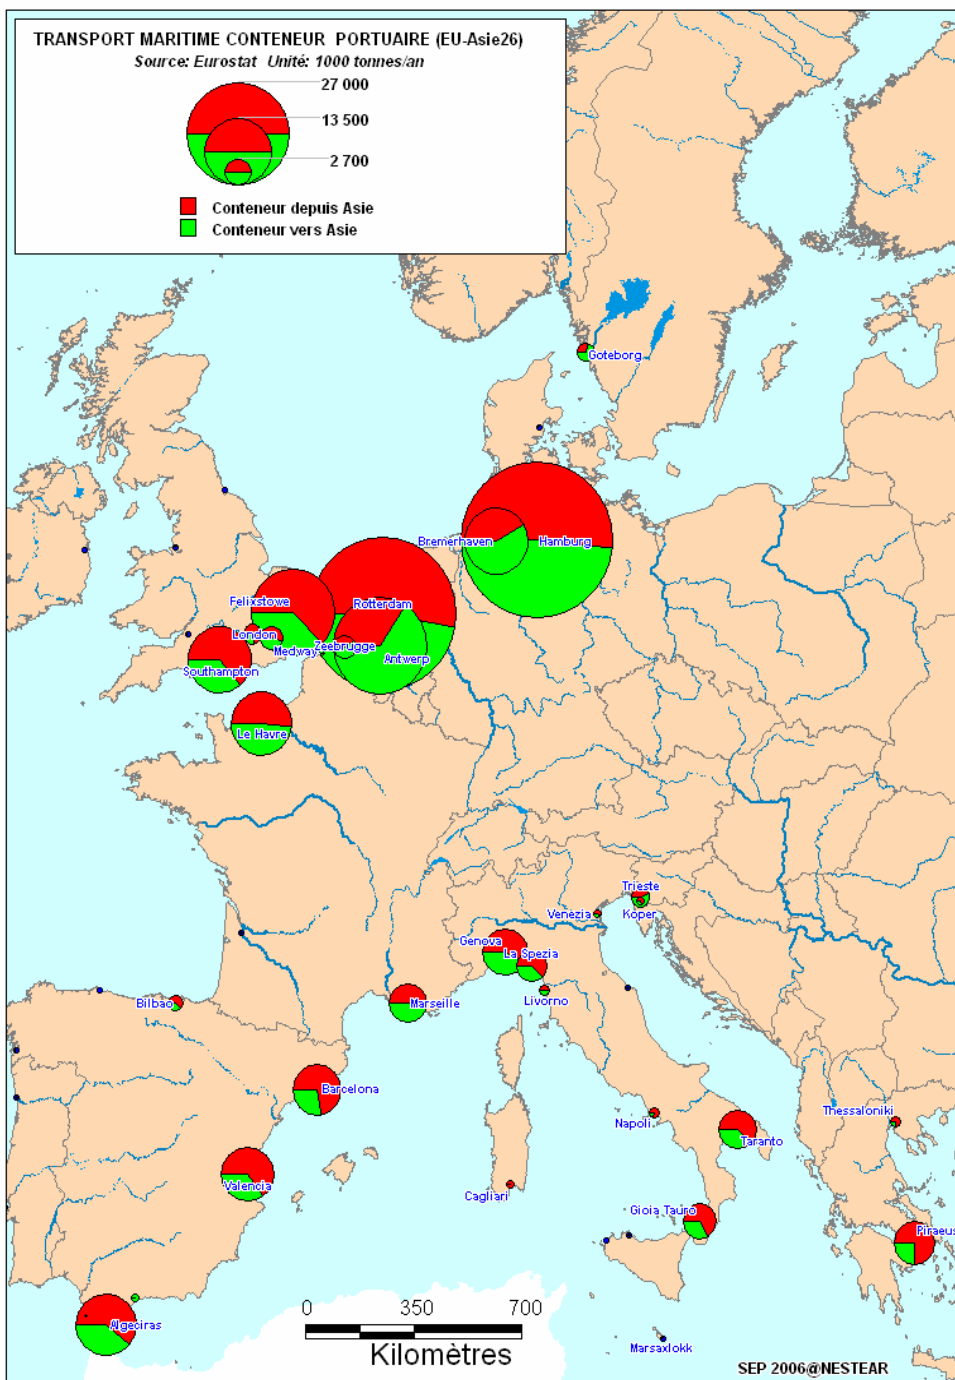 TRANSPORT MARITIME CONTENEUR PORTUAIRE (EU-Asie26)
Source: Eurostat Unité: 1000 tonnes/an
27 000
13 500
2 700
Conteneur depuis Asie
Conteneur vers Asie
Goteborg
Bremerhaven
Hamburg
Felixstowe
Rotterdam
London
Medway
Zeebrugge
Antwerp
Southampton
Le Havre
Trieste
Koper
Venezia
Genova
La Spezia
Livorno
Marseille
Bilbao
Barcelona
Napoli
Taranto
Thessaloniki
Valencia
Cagliari
Gioia Tauro
Piraeus
Algeciras
Marsaxlokk
0 350 700
Kilomètres
SEP 2006@NESTEAR